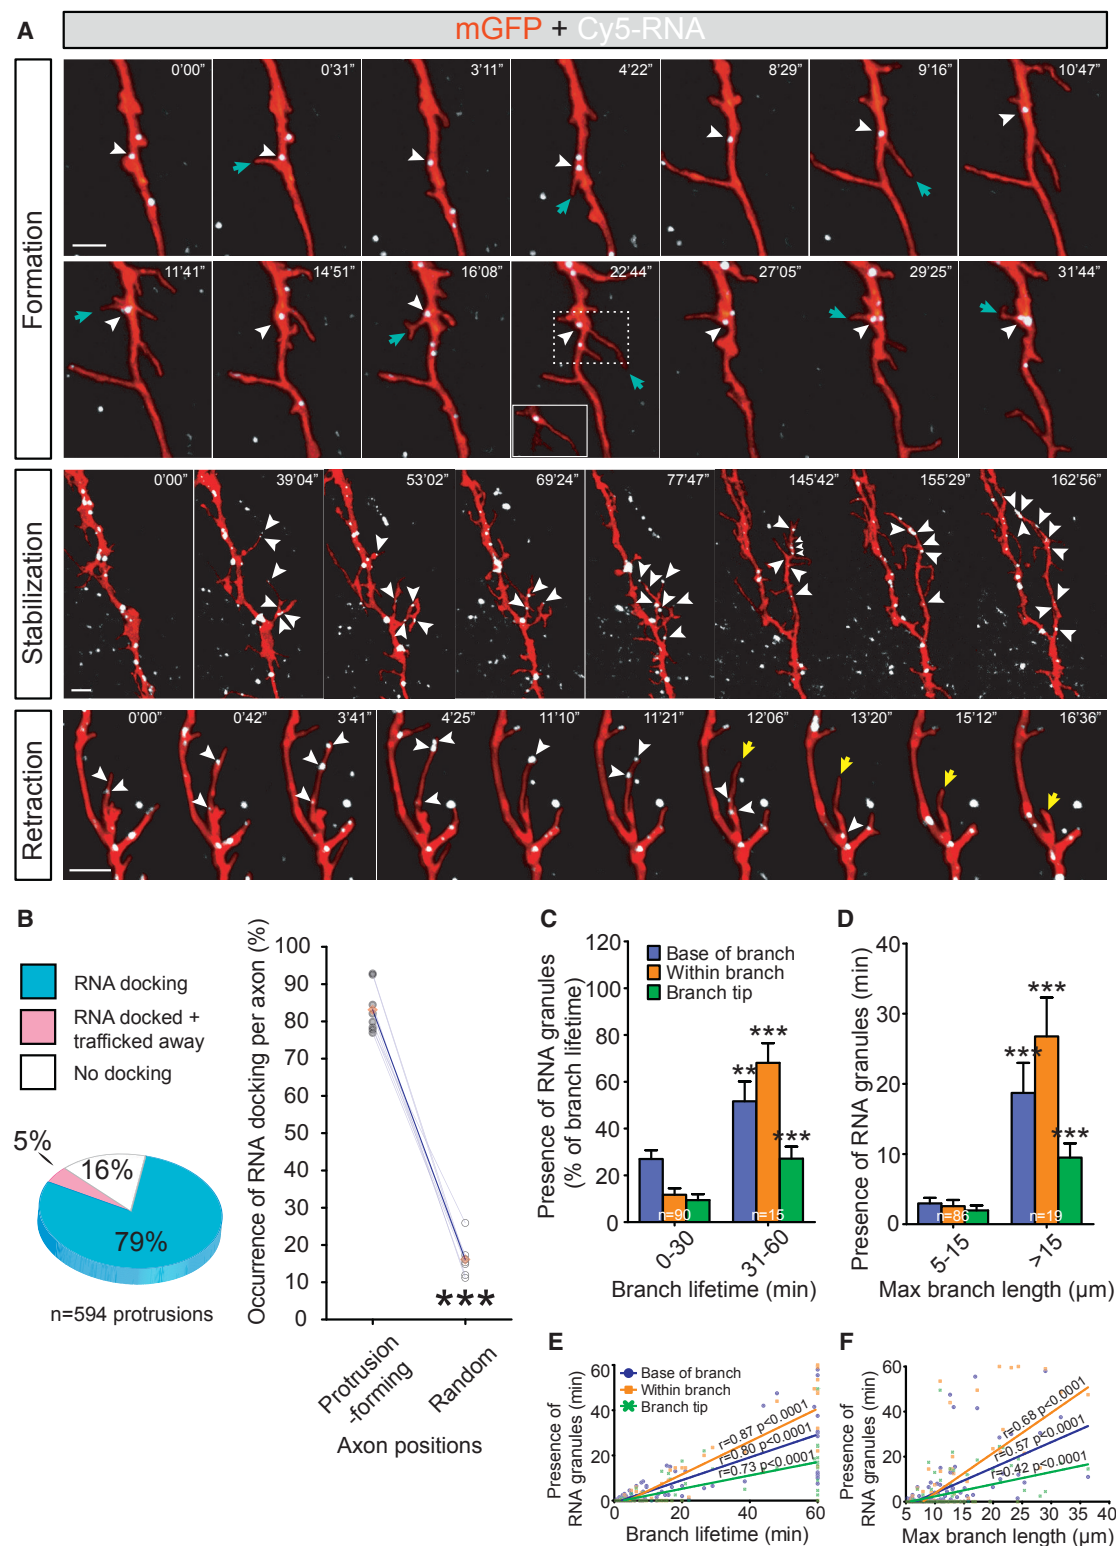 A
mGFP + Cy5-RNA
Formation
0'00"
0'31"
3'11"
4'22"
8'29"
9'16"
10'47"
11'41"
14'51"
16'08"
22'44"
27'05"
29'25"
31'44"
Stabilization
0'00"
39'04"
53'02"
69'24"
77'47"
145'42"
155'29"
162'56"
Retraction
0'00"
0'42"
3'41"
4'25"
11'10"
11'21"
12'06"
13'20"
15'12"
16'36"
B
RNA docking
RNA docked +
trafficked away
No docking
5%
16%
79%
n=594 protrusions
Occurrence of RNA docking per axon (%)
100
90
80
70
60
50
40
30
20
10
0
***
Protrusion
-forming
Random
Axon positions
C
Presence of RNA granules
(% of branch lifetime)
120
100
80
60
40
20
0
Base of branch
Within branch
Branch tip
**
***
***
n=90
n=15
0-30
31-60
Branch lifetime (min)
D
Presence of RNA granules (min)
40
30
20
10
0
***
***
***
n=86
n=19
5-15
>15
Max branch length (µm)
E
Presence of
RNA granules (min)
60
40
20
0
Base of branch
Within branch
Branch tip
r=0.87 p<0.0001
r=0.80 p<0.0001
r=0.73 p<0.0001
0
20
40
60
Branch lifetime (min)
F
Presence of
RNA granules (min)
60
40
20
0
r=0.68 p<0.0001
r=0.57 p<0.0001
r=0.42 p<0.0001
5
10
15
20
25
30
35
40
Max branch length (µm)